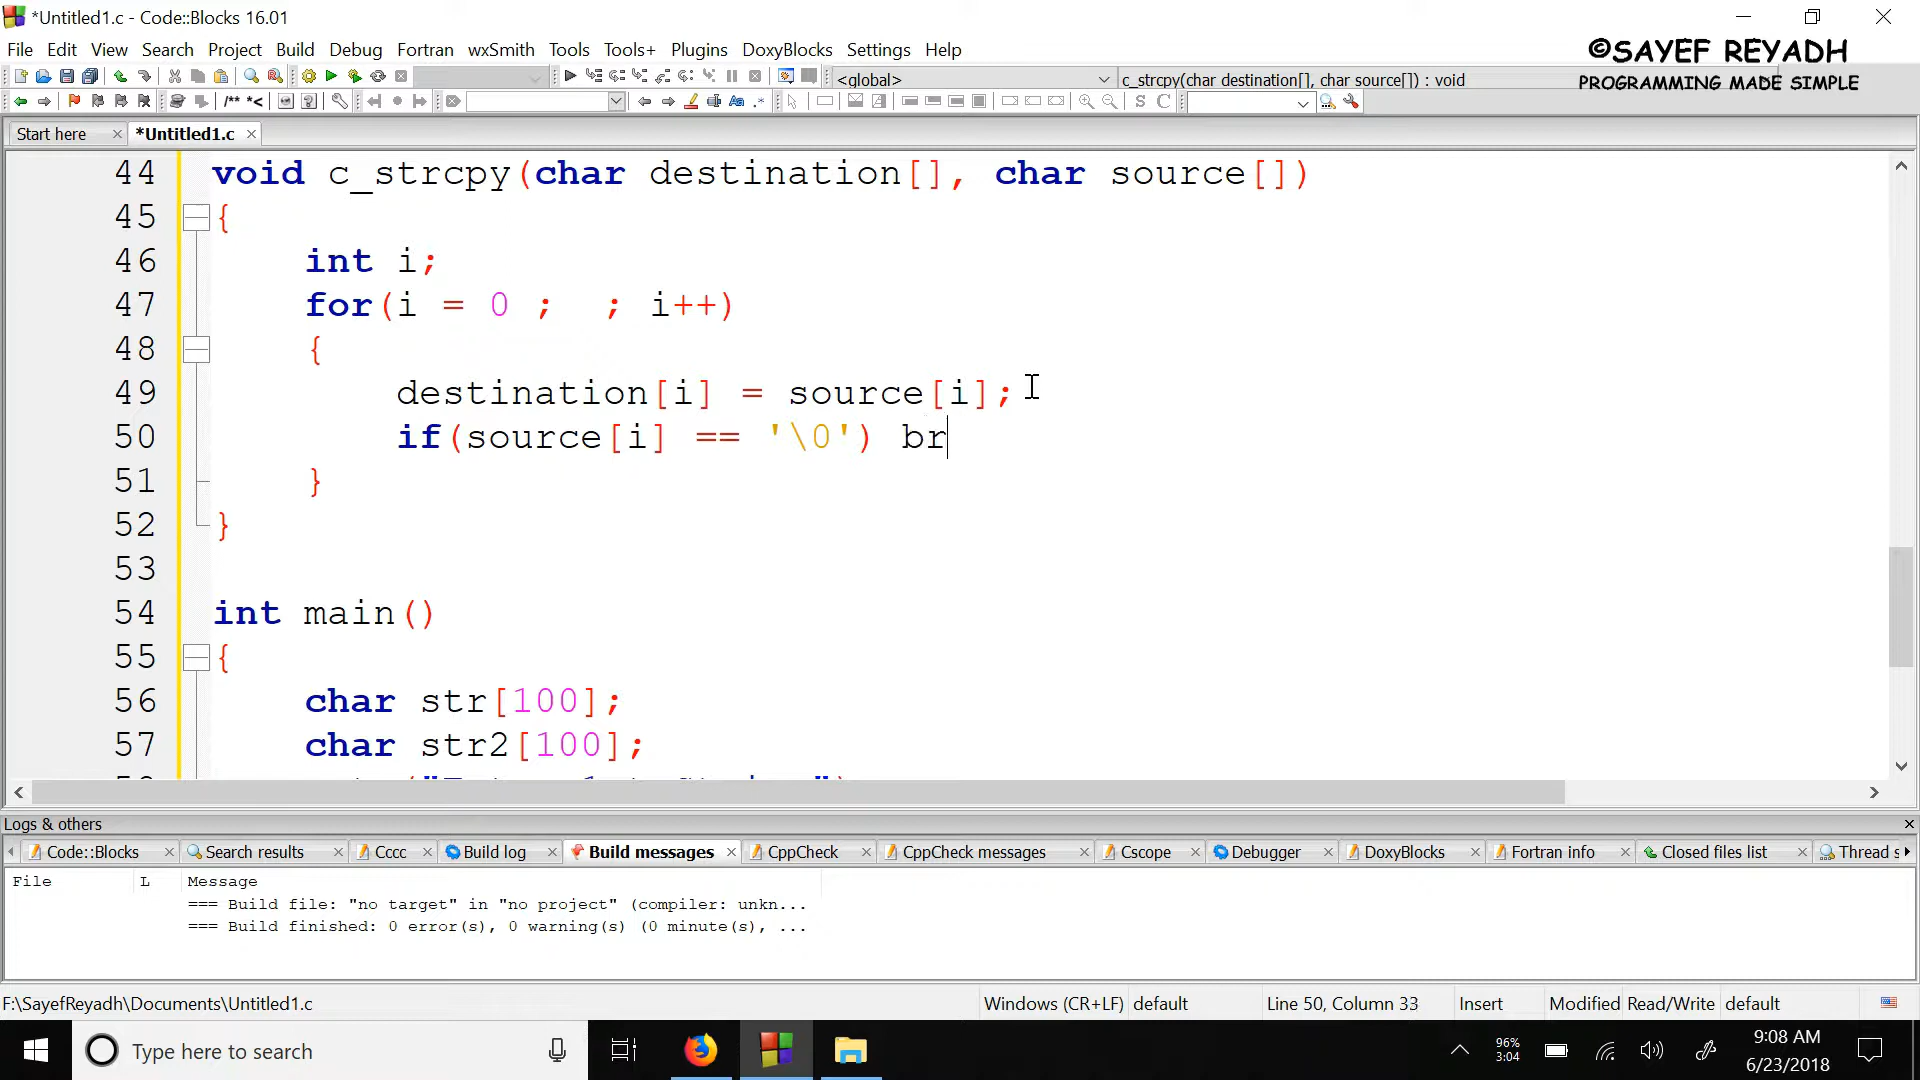 *Untitled1.c - Code::Blocks 16.01
File Edit View Search Project Build Debug Fortran wxSmith Tools Tools+ Plugins DoxyBlocks Settings Help
©SAYEF REYADH
PROGRAMMING MADE SIMPLE
<global> c_strcpy(char destination[], char source[]) : void
/** *< Aa .* S C
Start here *Untitled1.c
44 void c_strcpy(char destination[], char source[])
45 {
46 int i;
47 for(i = 0 ; ; i++)
48 {
49 destination[i] = source[i];
50 if(source[i] == '\0') br
51 }
52 }
53
54 int main()
55 {
56 char str[100];
57 char str2[100];
Logs & others
Code::Blocks Search results Cccc Build log Build messages CppCheck CppCheck messages Cscope Debugger DoxyBlocks Fortran info Closed files list Thread s
File L Message
=== Build file: "no target" in "no project" (compiler: unkn...
=== Build finished: 0 error(s), 0 warning(s) (0 minute(s), ...
F:\SayefReyadh\Documents\Untitled1.c Windows (CR+LF) default Line 50, Column 33 Insert Modified Read/Write default
Type here to search
96%
3:04
9:08 AM
6/23/2018